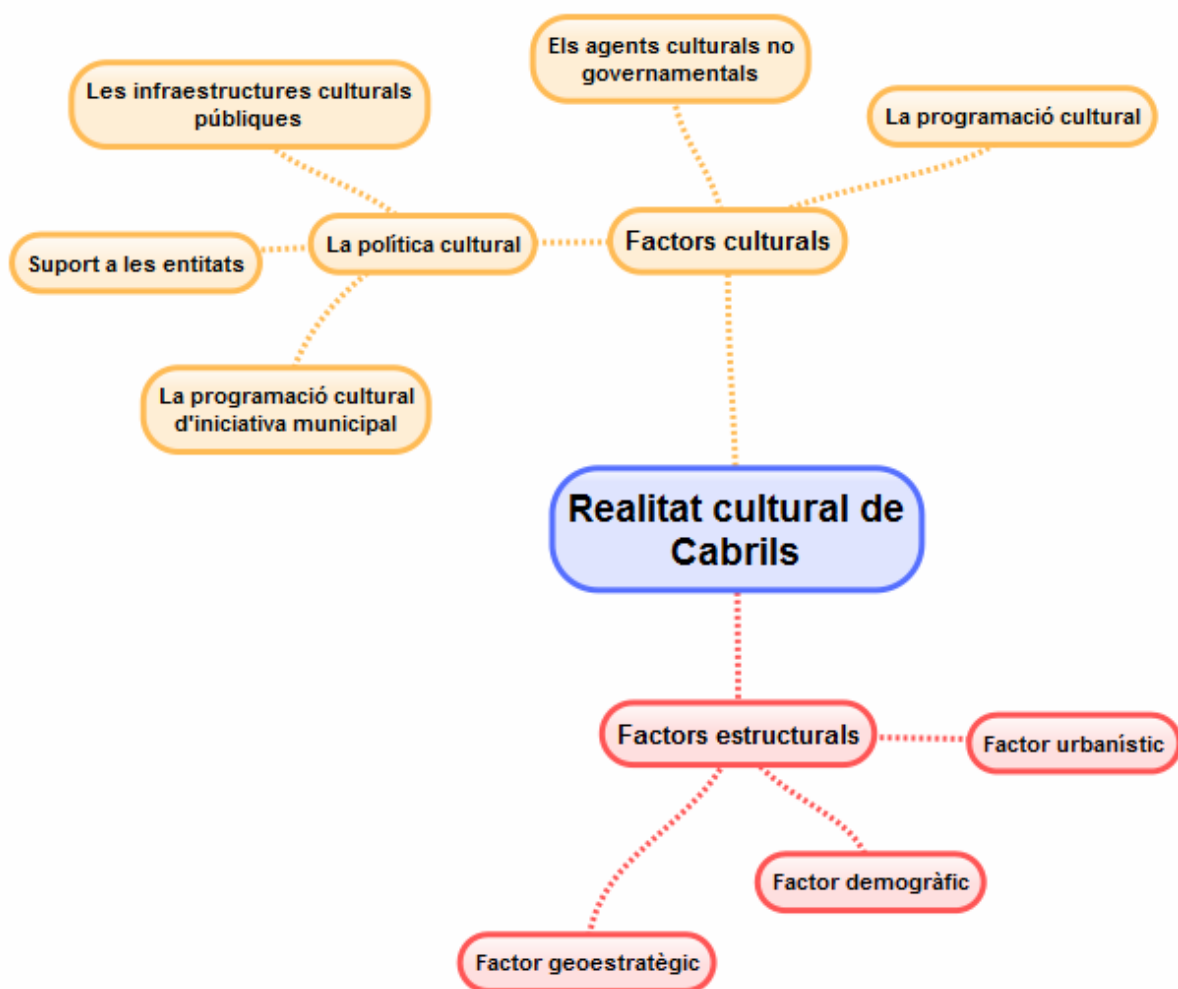 Els agents culturals no
governamentals
Les infraestructures culturals
públiques
La programació cultural
La política cultural
Factors culturals
Suport a les entitats
La programació cultural
d'iniciativa municipal
Realitat cultural de
Cabrils
Factors estructurals
Factor urbanístic
Factor demogràfic
Factor geoestratègic